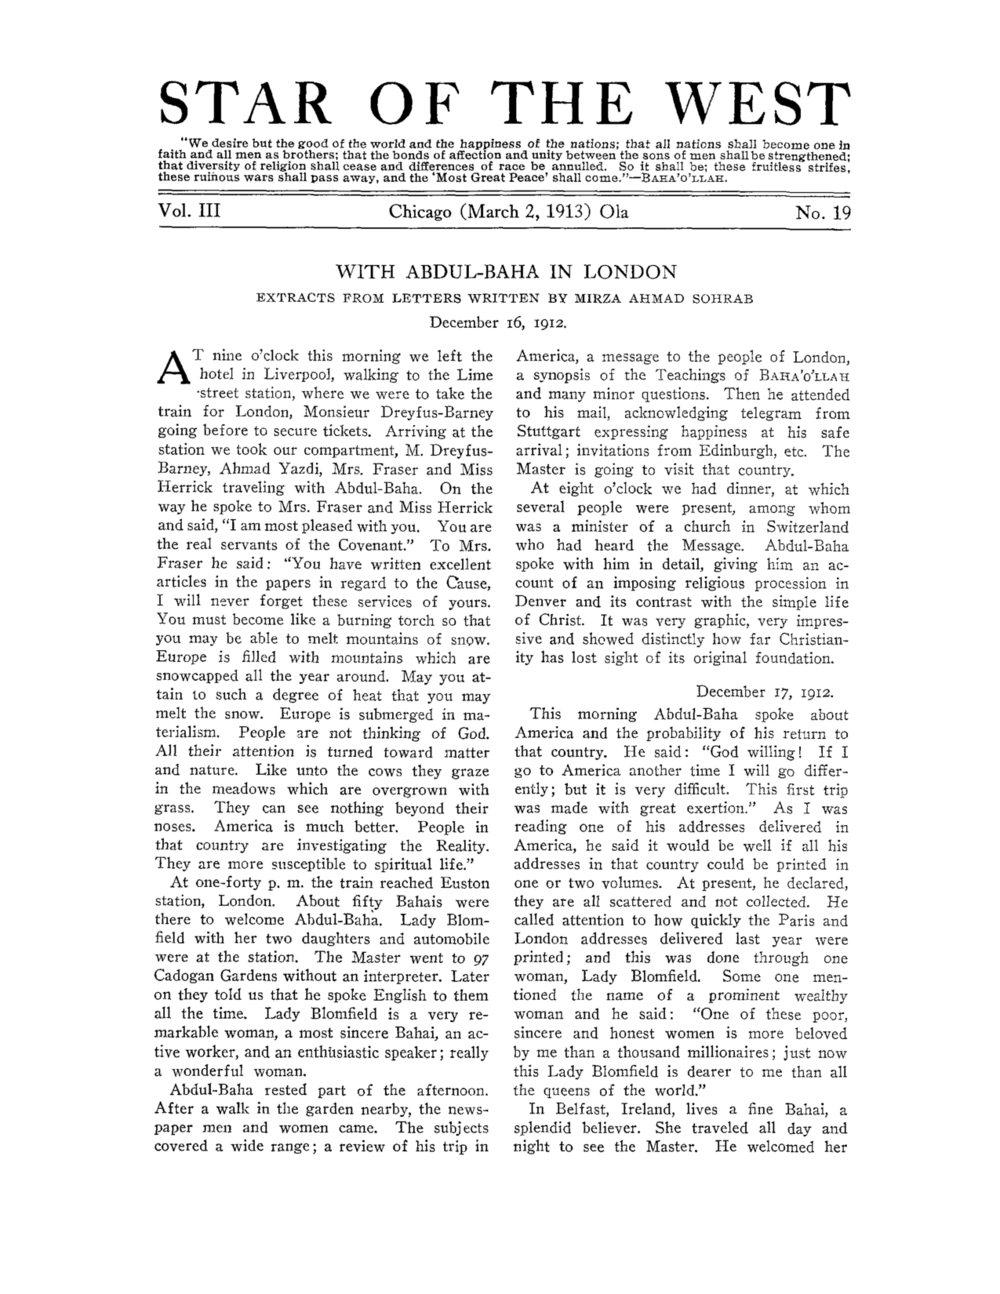 STAR OF THE WEST
"We desire but the good of the world and the happiness of the nations; that all nations shall become one in
faith and all men as brothers; that the bonds of affection and unity between the sons of men shall be strengthened;
that diversity of religion shall cease and differences of race be annulled. So it shall be; these fruitless strifes,
these ruinous wars shall pass away, and the 'Most Great Peace' shall come."—BAHA'O'LLAH.
Vol. III Chicago (March 2, 1913) Ola No. 19
WITH ABDUL-BAHA IN LONDON
EXTRACTS FROM LETTERS WRITTEN BY MIRZA AHMAD SOHRAB
December 16, 1912.
AT nine o'clock this morning we left the
hotel in Liverpool, walking to the Lime
street station, where we were to take the
train for London, Monsieur Dreyfus-Barney
going before to secure tickets. Arriving at the
station we took our compartment, M. Dreyfus-
Barney, Ahmad Yazdi, Mrs. Fraser and Miss
Herrick traveling with Abdul-Baha. On the
way he spoke to Mrs. Fraser and Miss Herrick
and said, "I am most pleased with you. You are
the real servants of the Covenant." To Mrs.
Fraser he said: "You have written excellent
articles in the papers in regard to the Cause,
I will never forget these services of yours.
You must become like a burning torch so that
you may be able to melt mountains of snow.
Europe is filled with mountains which are
snowcapped all the year around. May you at-
tain to such a degree of heat that you may
melt the snow. Europe is submerged in ma-
terialism. People are not thinking of God.
All their attention is turned toward matter
and nature. Like unto the cows they graze
in the meadows which are overgrown with
grass. They can see nothing beyond their
noses. America is much better. People in
that country are investigating the Reality.
They are more susceptible to spiritual life."
At one-forty p. m. the train reached Euston
station, London. About fifty Bahais were
there to welcome Abdul-Baha. Lady Blom-
field with her two daughters and automobile
were at the station. The Master went to 97
Cadogan Gardens without an interpreter. Later
on they told us that he spoke English to them
all the time. Lady Blomfield is a very re-
markable woman, a most sincere Bahai, an ac-
tive worker, and an enthusiastic speaker; really
a wonderful woman.
Abdul-Baha rested part of the afternoon.
After a walk in the garden nearby, the news-
paper men and women came. The subjects
covered a wide range; a review of his trip in
America, a message to the people of London,
a synopsis of the Teachings of BAHA'O'LLAH
and many minor questions. Then he attended
to his mail, acknowledging telegram from
Stuttgart expressing happiness at his safe
arrival; invitations from Edinburgh, etc. The
Master is going to visit that country.
At eight o'clock we had dinner, at which
several people were present, among whom
was a minister of a church in Switzerland
who had heard the Message. Abdul-Baha
spoke with him in detail, giving him an ac-
count of an imposing religious procession in
Denver and its contrast with the simple life
of Christ. It was very graphic, very impres-
sive and showed distinctly how far Christian-
ity has lost sight of its original foundation.
December 17, 1912.
This morning Abdul-Baha spoke about
America and the probability of his return to
that country. He said: "God willing! If I
go to America another time I will go differ-
ently; but it is very difficult. This first trip
was made with great exertion." As I was
reading one of his addresses delivered in
America, he said it would be well if all his
addresses in that country could be printed in
one or two volumes. At present, he declared,
they are all scattered and not collected. He
called attention to how quickly the Paris and
London addresses delivered last year were
printed; and this was done through one
woman, Lady Blomfield. Some one men-
tioned the name of a prominent wealthy
woman and he said: "One of these poor,
sincere and honest women is more beloved
by me than a thousand millionaires; just now
this Lady Blomfield is dearer to me than all
the queens of the world."
In Belfast, Ireland, lives a fine Bahai, a
splendid believer. She traveled all day and
night to see the Master. He welcomed her